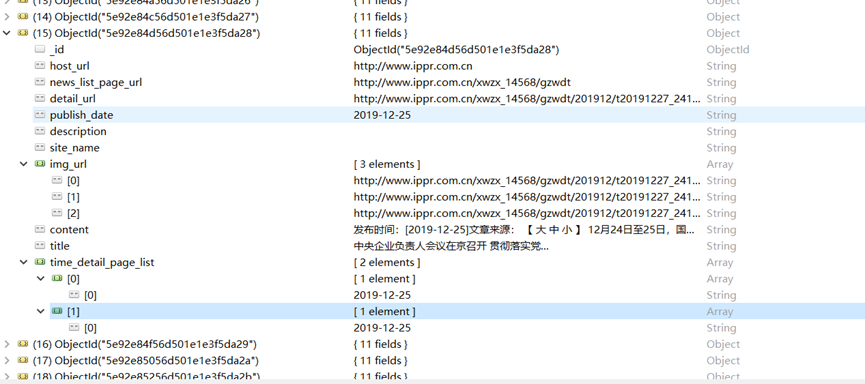 (13) ObjectId("5e92e84a56d501e1e3f5da26") { 11 fields } Object
(14) ObjectId("5e92e84c56d501e1e3f5da27") { 11 fields } Object
(15) ObjectId("5e92e84d56d501e1e3f5da28") { 11 fields } Object
_id ObjectId("5e92e84d56d501e1e3f5da28") ObjectId
host_url http://www.ippr.com.cn String
news_list_page_url http://www.ippr.com.cn/xwzx_14568/gzwdt String
detail_url http://www.ippr.com.cn/xwzx_14568/gzwdt/201912/t20191227_241... String
publish_date 2019-12-25 String
description String
site_name String
img_url [ 3 elements ] Array
[0] http://www.ippr.com.cn/xwzx_14568/gzwdt/201912/t20191227_241... String
[1] http://www.ippr.com.cn/xwzx_14568/gzwdt/201912/t20191227_241... String
[2] http://www.ippr.com.cn/xwzx_14568/gzwdt/201912/t20191227_241... String
content 发布时间：[2019-12-25]文章来源： 【 大 中 小 】 12月24日至25日，国... String
title 中央企业负责人会议在京召开 贯彻落实党... String
time_detail_page_list [ 2 elements ] Array
[0] [ 1 element ] Array
[0] 2019-12-25 String
[1] [ 1 element ] Array
[0] 2019-12-25 String
(16) ObjectId("5e92e84f56d501e1e3f5da29") { 11 fields } Object
(17) ObjectId("5e92e85056d501e1e3f5da2a") { 11 fields } Object
(18) ObjectId("5e92e85256d501e1e3f5da2b") { 11 fields } Object